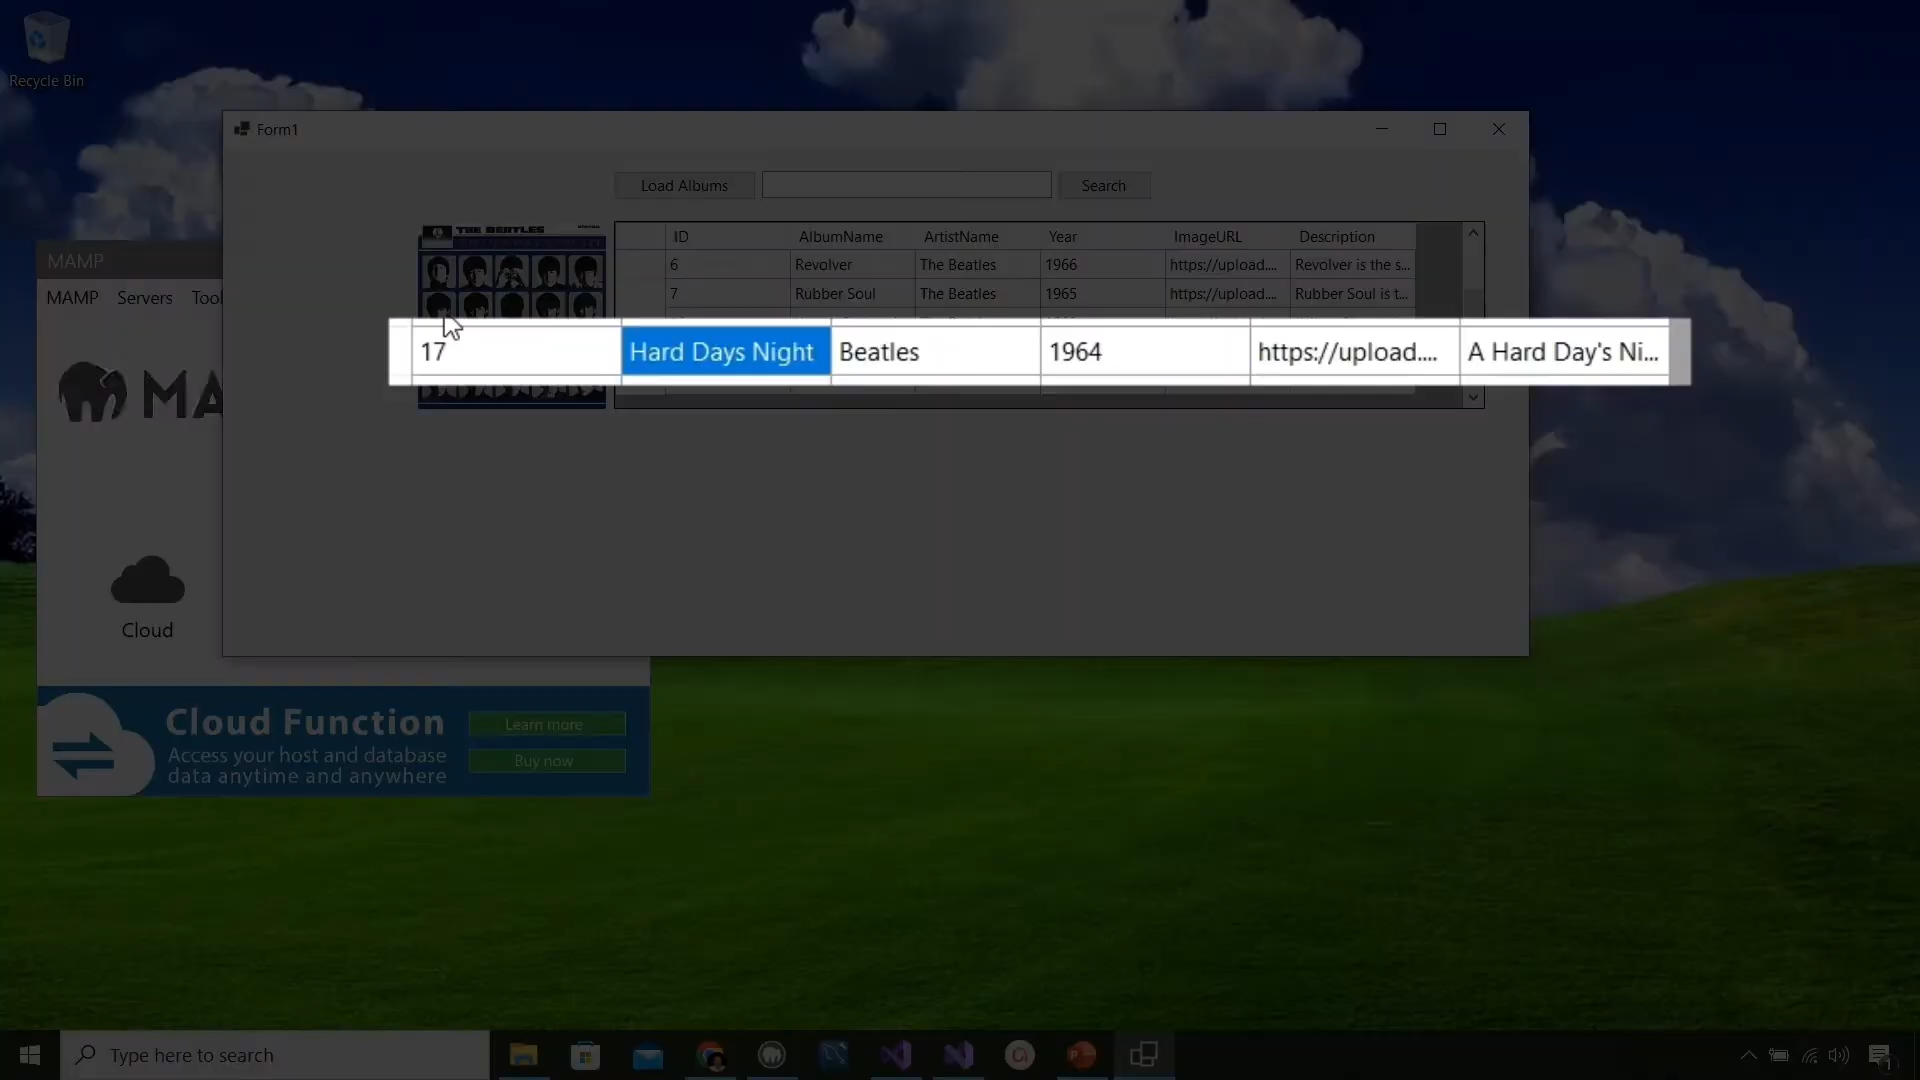 Recycle Bin
Form1
Load Albums
Search
MAMP
MAMP Servers Tool
THE BEATLES
ID AlbumName ArtistName Year ImageURL Description
6 Revolver The Beatles 1966 https://upload.... Revolver is the s...
7 Rubber Soul The Beatles 1965 https://upload.... Rubber Soul is t...
17 Hard Days Night Beatles 1964 https://upload.... A Hard Day's Ni...
MA
Cloud
Cloud Function
Access your host and database
data anytime and anywhere
Learn more
Buy now
Type here to search
1